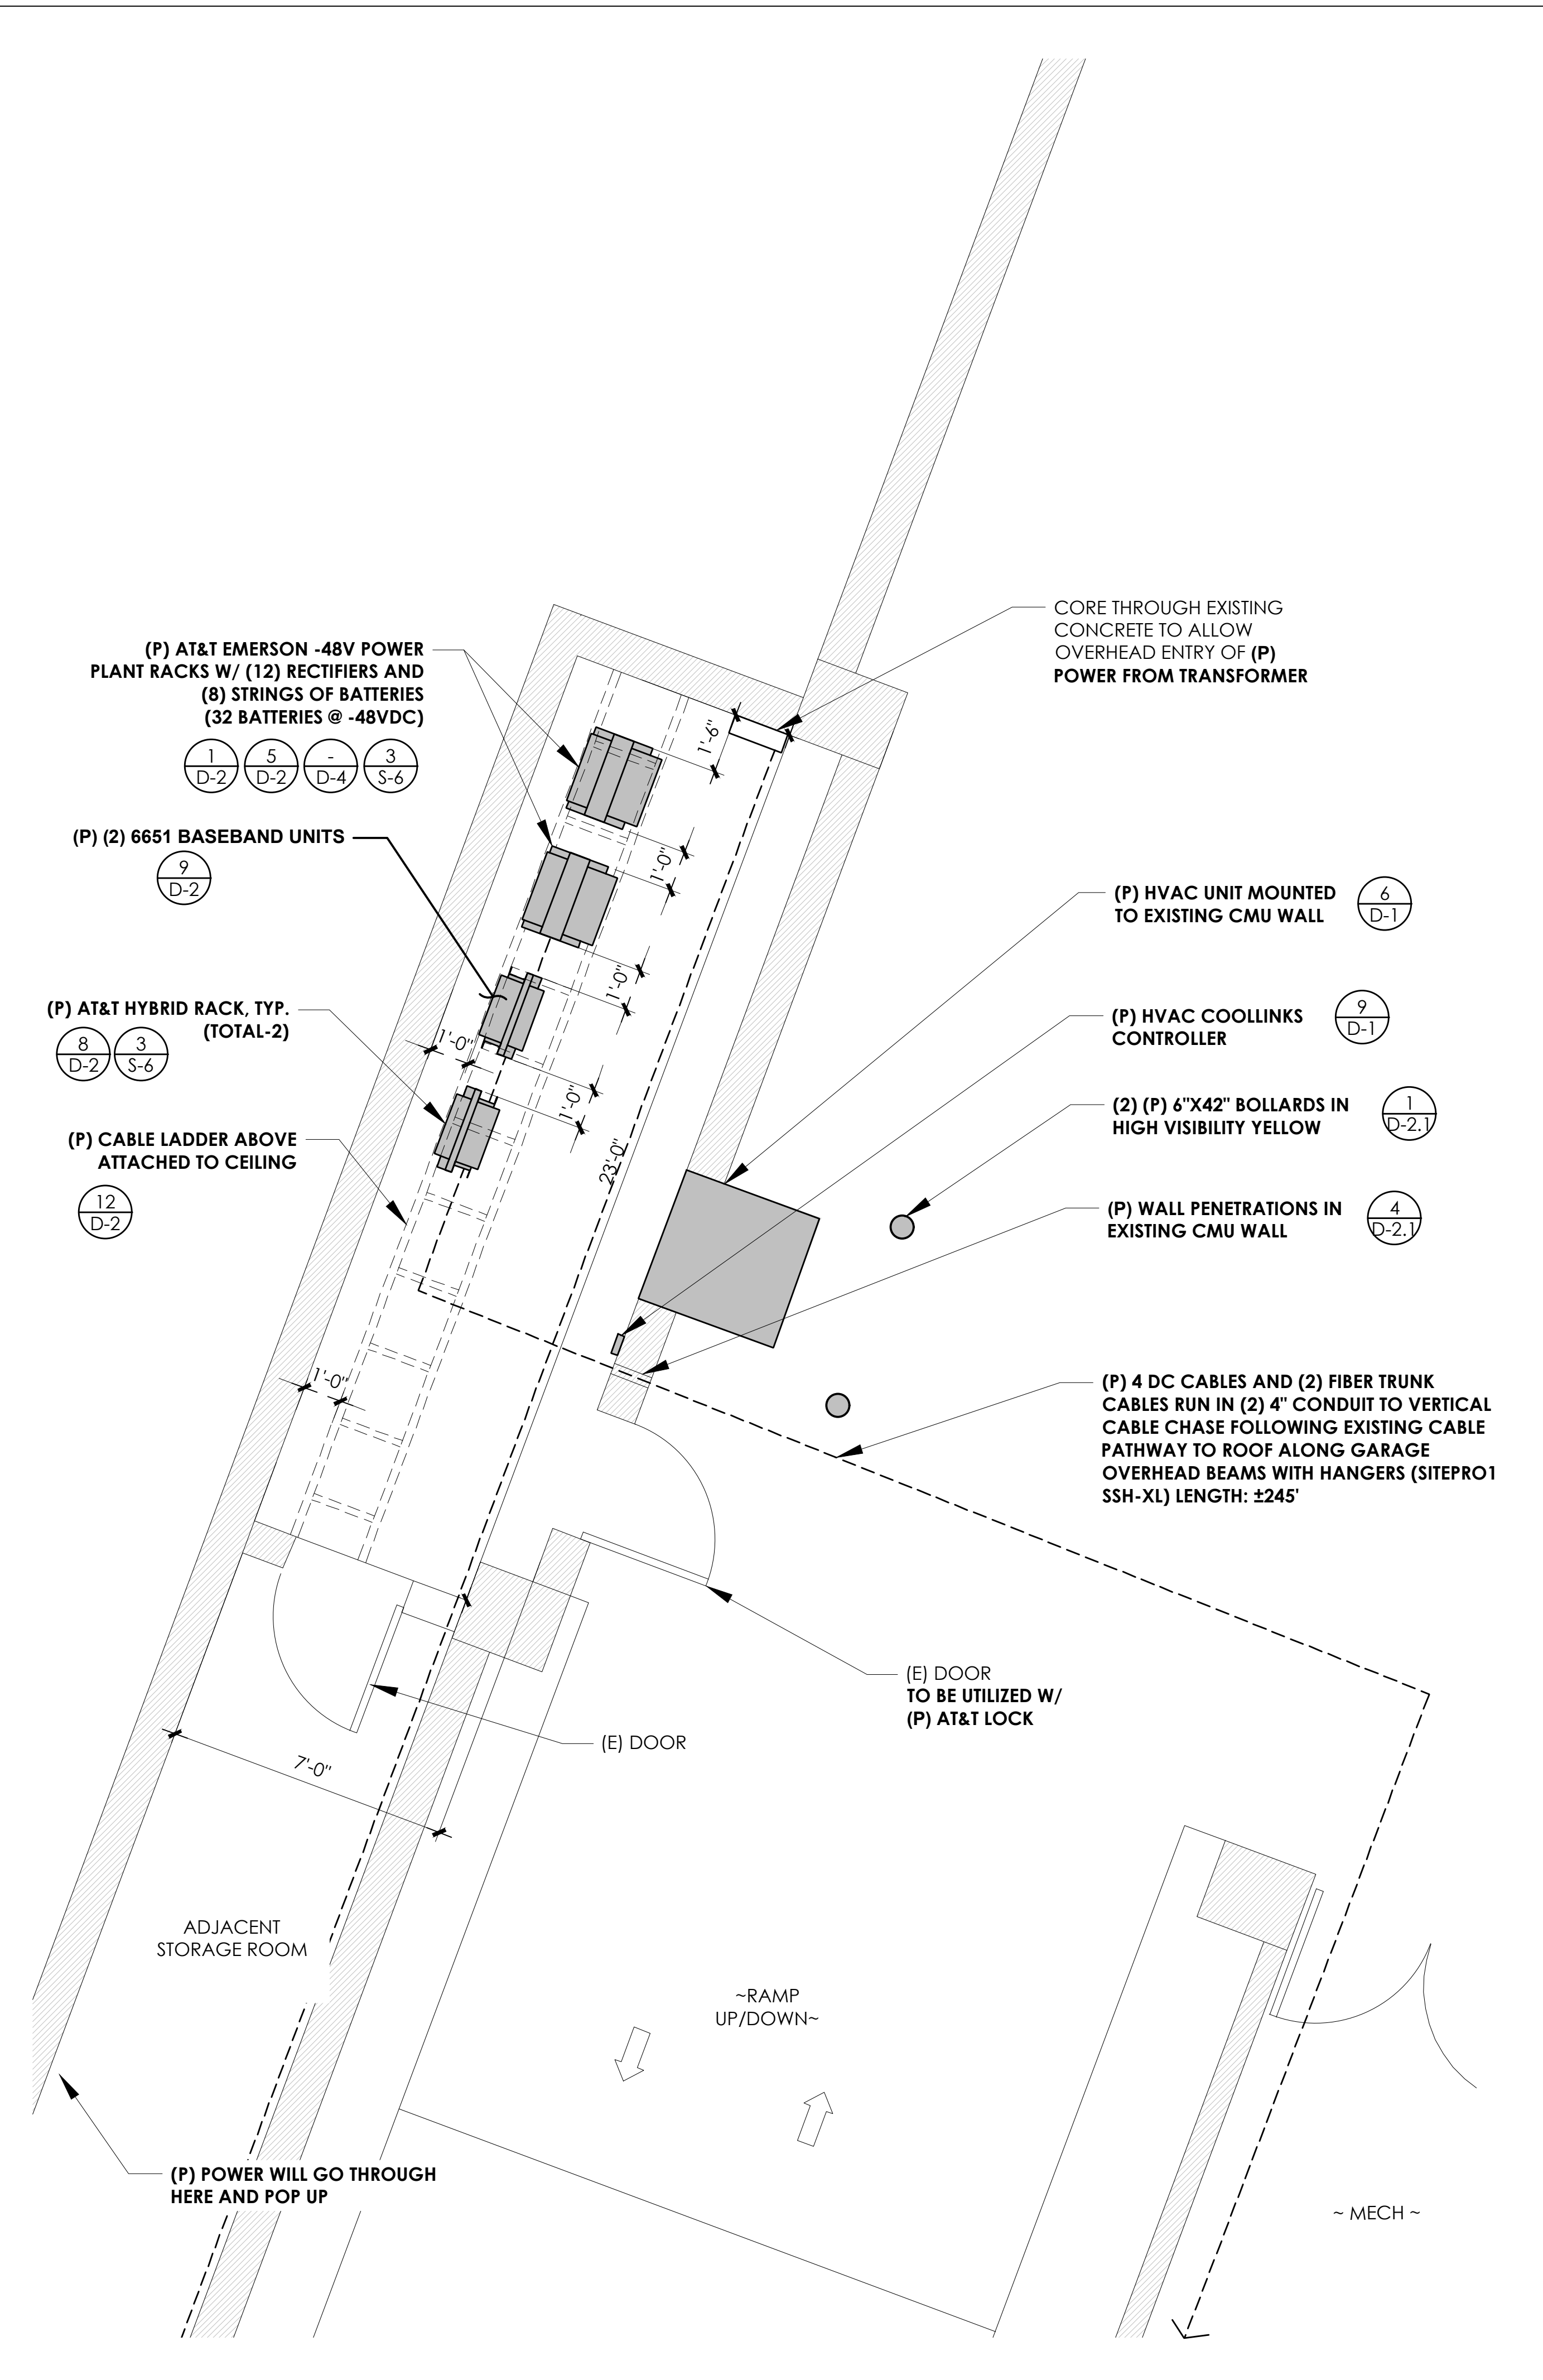 CORE THROUGH EXISTING
CONCRETE TO ALLOW
OVERHEAD ENTRY OF (P)
POWER FROM TRANSFORMER
(P) AT&T EMERSON -48V POWER
PLANT RACKS W/ (12) RECTIFIERS AND
(8) STRINGS OF BATTERIES
(32 BATTERIES @ -48VDC)
1
D-2
5
D-2
-
D-4
3
S-6
1'-6"
(P) (2) 6651 BASEBAND UNITS
9
D-2
1'-0"
(P) HVAC UNIT MOUNTED
TO EXISTING CMU WALL
6
D-1
1'-0"
(P) AT&T HYBRID RACK, TYP.
(TOTAL-2)
8
D-2
3
S-6
1'-0"
(P) HVAC COOLLINKS
CONTROLLER
9
D-1
1'-0"
(2) (P) 6"X42" BOLLARDS IN
HIGH VISIBILITY YELLOW
1
D-2.1
(P) CABLE LADDER ABOVE
ATTACHED TO CEILING
12
D-2
23'-0"
(P) WALL PENETRATIONS IN
EXISTING CMU WALL
4
D-2.1
1'-0"
(P) 4 DC CABLES AND (2) FIBER TRUNK
CABLES RUN IN (2) 4" CONDUIT TO VERTICAL
CABLE CHASE FOLLOWING EXISTING CABLE
PATHWAY TO ROOF ALONG GARAGE
OVERHEAD BEAMS WITH HANGERS (SITEPRO1
SSH-XL) LENGTH: ±245'
(E) DOOR
TO BE UTILIZED W/
(P) AT&T LOCK
(E) DOOR
7'-0"
ADJACENT
STORAGE ROOM
~RAMP
UP/DOWN~
(P) POWER WILL GO THROUGH
HERE AND POP UP
~ MECH ~